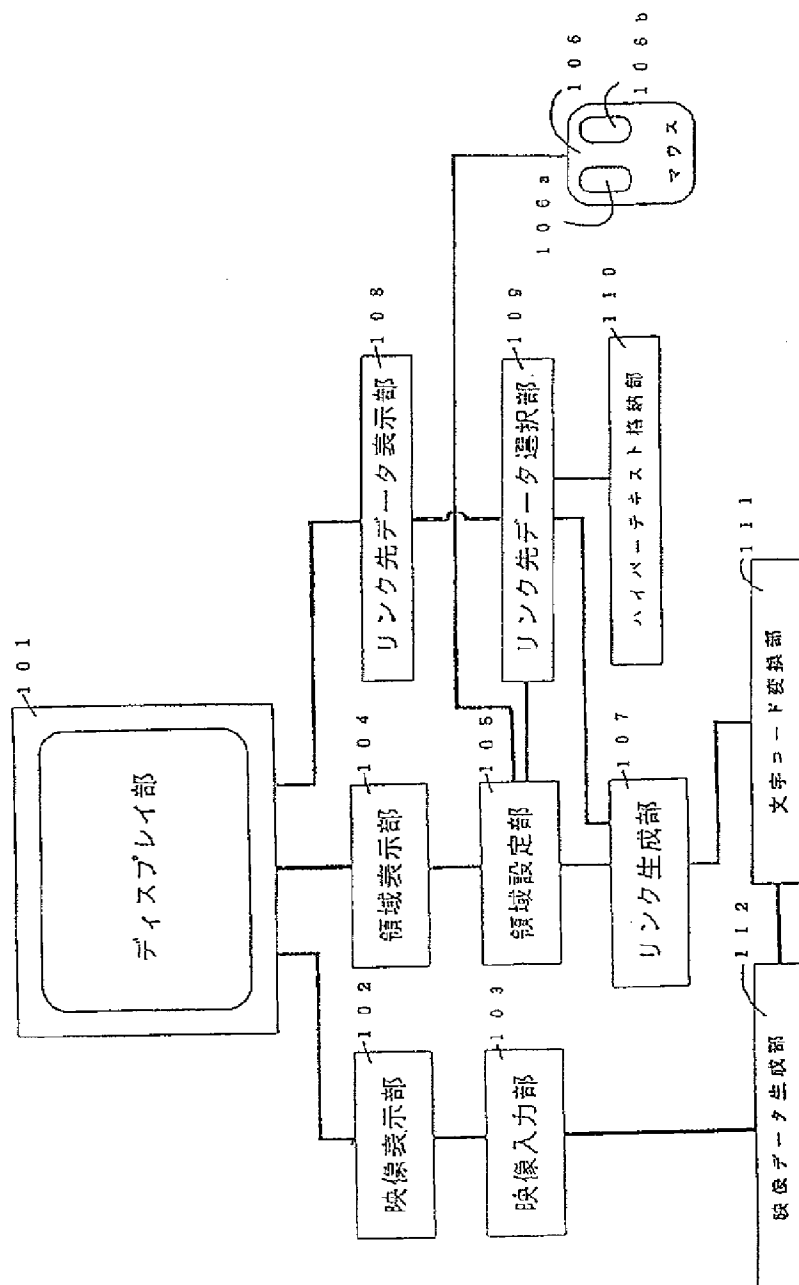 101
ディスプレイ部
102
映像表示部
104
領域表示部
108
リンク先データ表示部
103
映像入力部
105
領域設定部
109
リンク先データ選択部
106
106a
106b
マウス
107
リンク生成部
110
ハイパーテキスト格納部
112
映像データ生成部
111
文字コード変換部